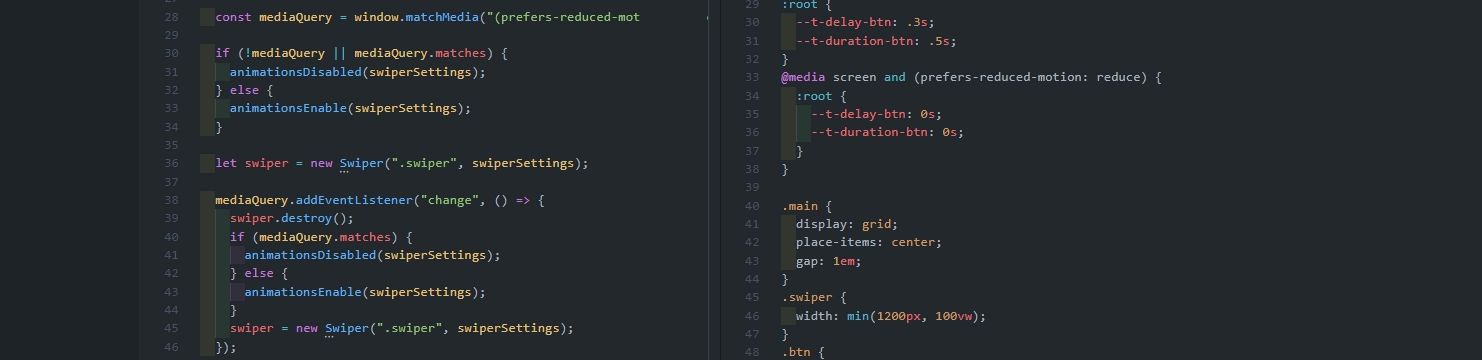 27
28 const mediaQuery = window.matchMedia("(prefers-reduced-mot
29
30 if (!mediaQuery || mediaQuery.matches) {
31 animationsDisabled(swiperSettings);
32 } else {
33 animationsEnable(swiperSettings);
34 }
35
36 let swiper = new Swiper(".swiper", swiperSettings);
37
38 mediaQuery.addEventListener("change", () => {
39 swiper.destroy();
40 if (mediaQuery.matches) {
41 animationsDisabled(swiperSettings);
42 } else {
43 animationsEnable(swiperSettings);
44 }
45 swiper = new Swiper(".swiper", swiperSettings);
46 });
29 :root {
30 --t-delay-btn: .3s;
31 --t-duration-btn: .5s;
32 }
33 @media screen and (prefers-reduced-motion: reduce) {
34 :root {
35 --t-delay-btn: 0s;
36 --t-duration-btn: 0s;
37 }
38 }
39
40 .main {
41 display: grid;
42 place-items: center;
43 gap: 1em;
44 }
45 .swiper {
46 width: min(1200px, 100vw);
47 }
48 .btn {